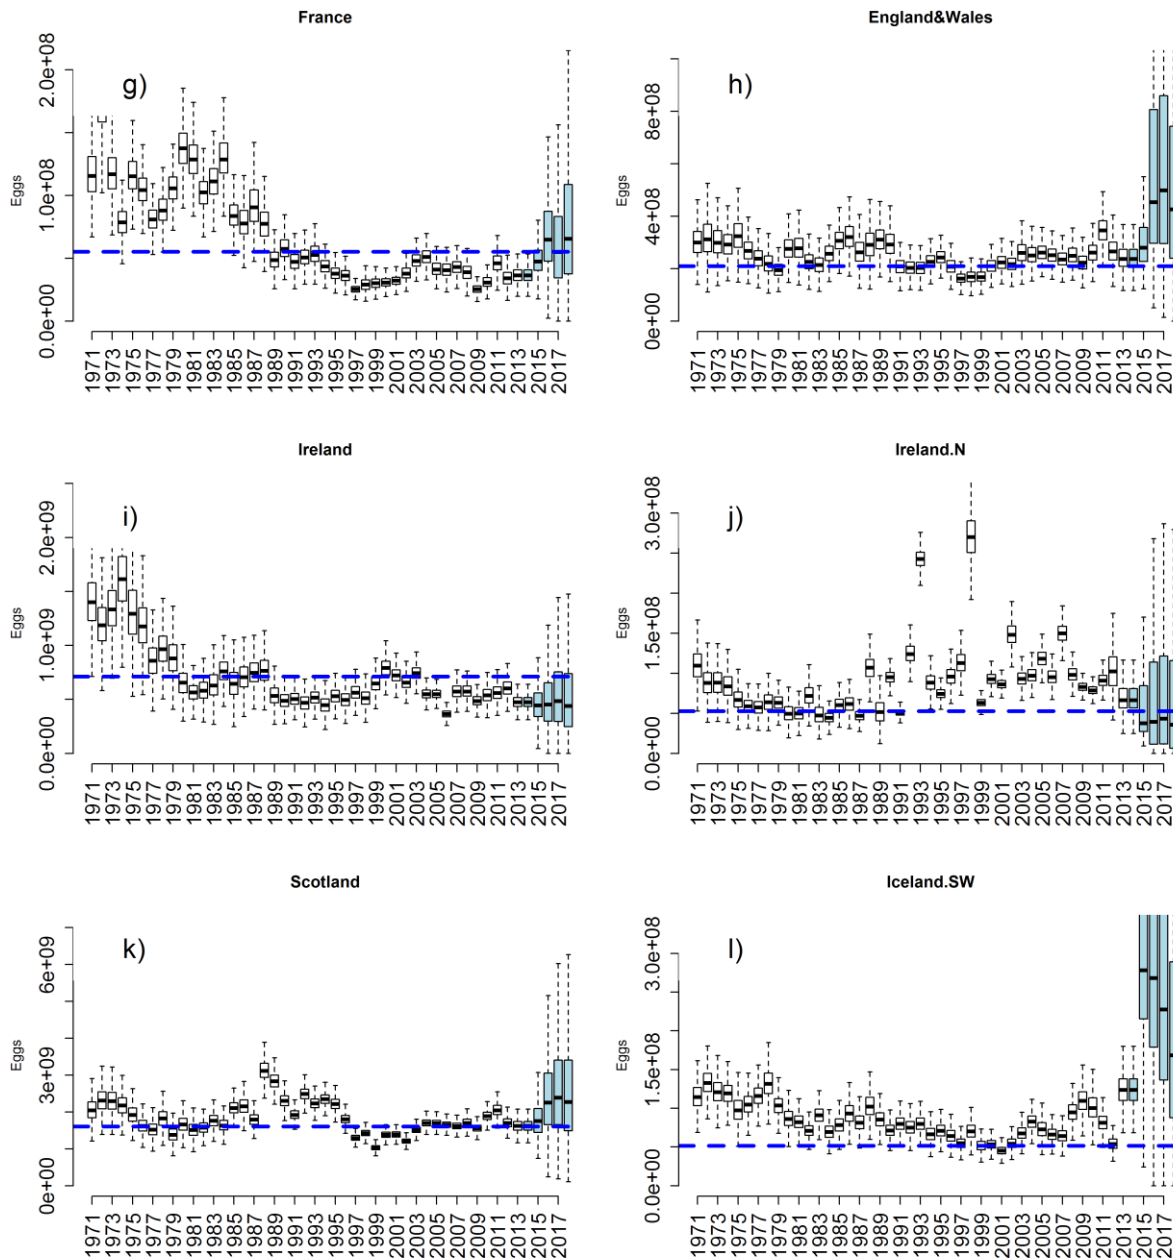 France
g)
Eggs
0.0e+00 1.0e+08 2.0e+08
1971 1973 1975 1977 1979 1981 1983 1985 1987 1989 1991 1993 1995 1997 1999 2001 2003 2005 2007 2009 2011 2013 2015 2017
England&Wales
h)
Eggs
0e+00 4e+08 8e+08
1971 1973 1975 1977 1979 1981 1983 1985 1987 1989 1991 1993 1995 1997 1999 2001 2003 2005 2007 2009 2011 2013 2015 2017
Ireland
i)
Eggs
0.0e+00 1.0e+09 2.0e+09
1971 1973 1975 1977 1979 1981 1983 1985 1987 1989 1991 1993 1995 1997 1999 2001 2003 2005 2007 2009 2011 2013 2015 2017
Ireland.N
j)
Eggs
0.0e+00 1.5e+08 3.0e+08
1971 1973 1975 1977 1979 1981 1983 1985 1987 1989 1991 1993 1995 1997 1999 2001 2003 2005 2007 2009 2011 2013 2015 2017
Scotland
k)
Eggs
0e+00 3e+09 6e+09
1971 1973 1975 1977 1979 1981 1983 1985 1987 1989 1991 1993 1995 1997 1999 2001 2003 2005 2007 2009 2011 2013 2015 2017
Iceland.SW
l)
Eggs
0.0e+00 1.5e+08 3.0e+08
1971 1973 1975 1977 1979 1981 1983 1985 1987 1989 1991 1993 1995 1997 1999 2001 2003 2005 2007 2009 2011 2013 2015 2017